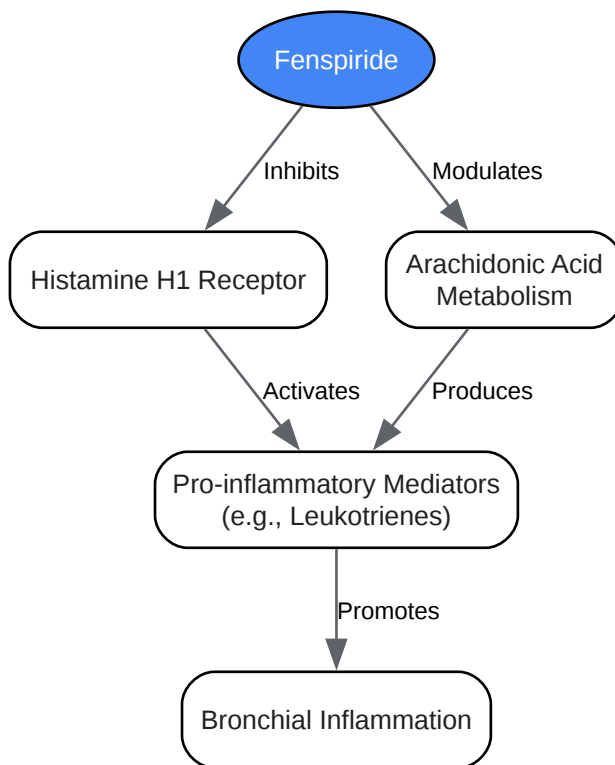 Fenspiride
Inhibits
Modulates
Histamine H1 Receptor
Arachidonic Acid
Metabolism
Activates
Produces
Pro-inflammatory Mediators
(e.g., Leukotrienes)
Promotes
Bronchial Inflammation